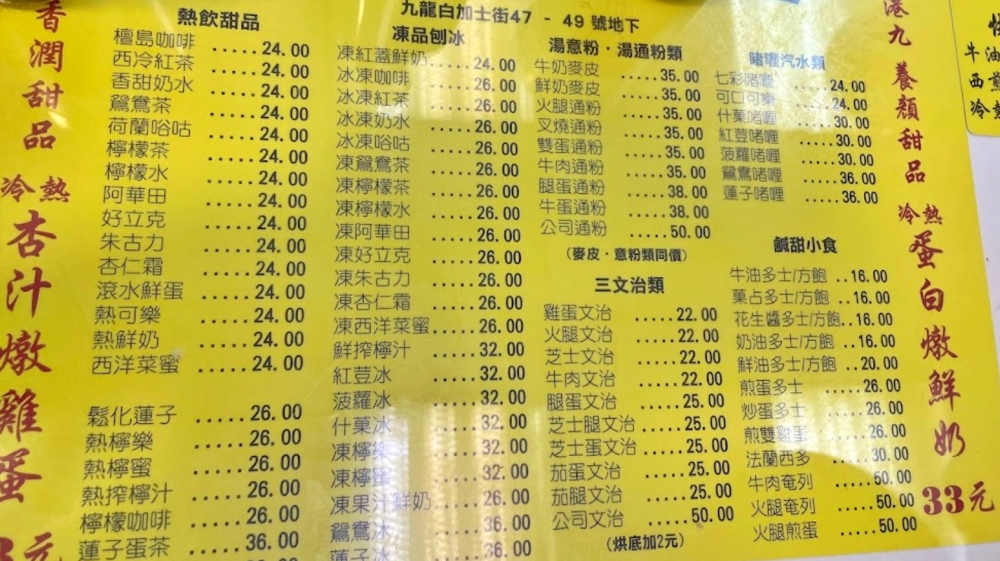 九龍白加士街47 - 49 號地下
香潤甜品
冷熱
杏汁燉雞蛋
元
熱飲甜品
檀島咖啡 .....24.00
西冷紅茶 .....24.00
香甜奶水 .....24.00
鴛鴦茶 .....24.00
荷蘭哈咕 .....24.00
檸檬茶 .....24.00
檸檬水 .....24.00
阿華田 .....24.00
好立克 .....24.00
朱古力 .....24.00
杏仁霜 .....24.00
滾水鮮蛋 ......24.00
熱可樂 ......24.00
熱鮮奶 ......24.00
西洋菜蜜 .....24.00
鬆化蓮子 ......26.00
熱檸樂 ......26.00
熱檸蜜 ......26.00
熱搾檸汁 ......26.00
檸檬咖啡 ......26.00
蓮子蛋茶 ......36.00
凍品刨冰
凍紅蓋鮮奶.....24.00
冰凍咖啡 .....26.00
冰凍紅茶 .....26.00
冰凍奶水 .....26.00
冰凍哈咕 .....26.00
凍鴛鴦茶 .....26.00
凍檸檬茶 .....26.00
凍檸檬水 .....26.00
凍阿華田 .....26.00
凍好立克 .....26.00
凍朱古力 .....26.00
凍杏仁霜 .....26.00
凍西洋菜蜜.....26.00
鮮搾檸汁 .....32.00
紅荳冰 .....32.00
菠蘿冰 .....32.00
什菓冰 .....32.00
凍檸樂 .....32.00
凍檸蜜 .....32.00
凍果汁鮮奶.....26.00
鴛鴦冰 .....36.00
蓮子冰 .....36.00
湯意粉・湯通粉類
牛奶麥皮 .....35.00
鮮奶麥皮 .....35.00
火腿通粉 .....35.00
叉燒通粉 .....35.00
雙蛋通粉 .....35.00
牛肉通粉 .....35.00
腿蛋通粉 .....38.00
牛蛋通粉 .....38.00
公司通粉 .....50.00
(麥皮・意粉類同價)
三文治類
雞蛋文治 .....22.00
火腿文治 .....22.00
芝士文治 .....22.00
牛肉文治 .....22.00
腿蛋文治 .....25.00
芝士腿文治 .....25.00
芝士蛋文治 .....25.00
茄蛋文治 .....25.00
茄腿文治 .....25.00
公司文治 .....50.00
(烘底加2元)
啫喱汽水類
七彩啫喱 .....24.00
可口可樂 .....24.00
什菓啫喱 .....30.00
紅荳啫喱 .....30.00
菠蘿啫喱 .....30.00
鴛鴦啫喱 .....36.00
蓮子啫喱 .....36.00
鹹甜小食
牛油多士/方飽 ..16.00
菓占多士/方飽 ..16.00
花生醬多士/方飽..16.00
奶油多士/方飽 ..16.00
鮮油多士/方飽 ..20.00
煎蛋多士 .....26.00
炒蛋多士 .....26.00
煎雙雞蛋 .....26.00
法蘭西多 .....30.00
牛肉奄列 .....50.00
火腿奄列 .....50.00
火腿煎蛋 .....50.00
港九
養顏甜品
冷熱
蛋白燉鮮奶
33元
牛油
西煎